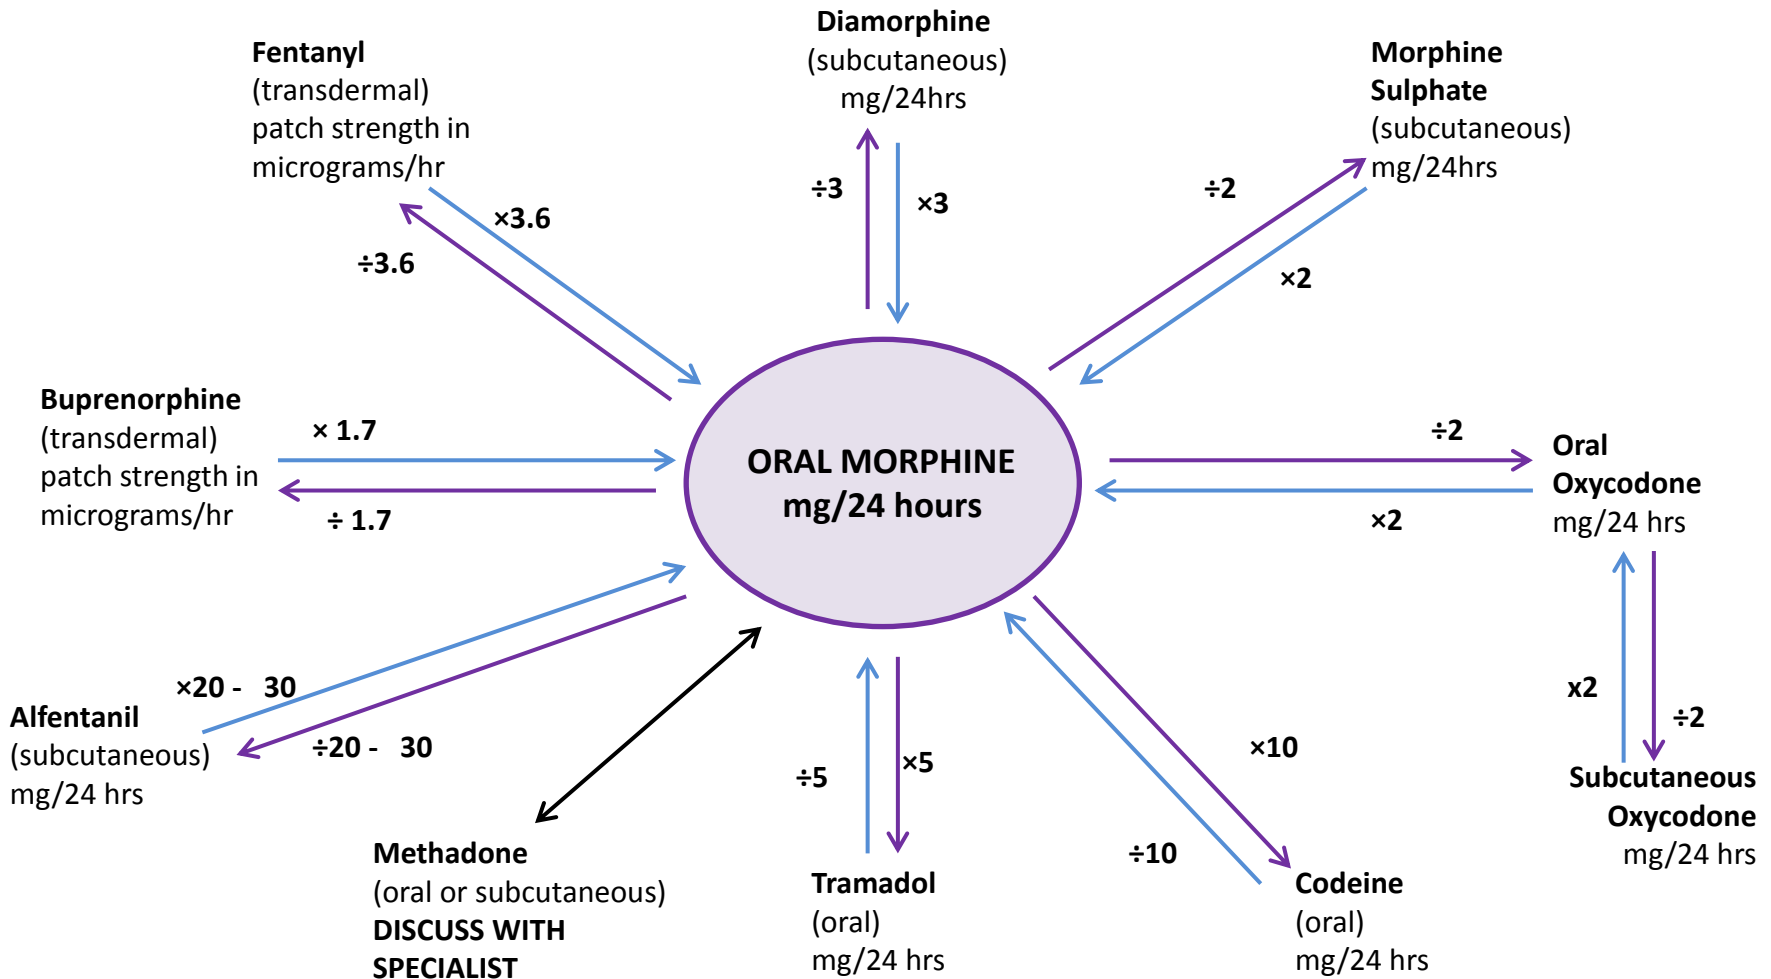 Diamorphine
(subcutaneous)
mg/24hrs
Fentanyl
(transdermal)
patch strength in
micrograms/hr
Morphine
Sulphate
(subcutaneous)
mg/24hrs
÷3
×3
÷2
×2
×3.6
÷3.6
Buprenorphine
(transdermal)
patch strength in
micrograms/hr
× 1.7
÷ 1.7
ORAL MORPHINE
mg/24 hours
÷2
×2
Oral
Oxycodone
mg/24 hrs
x2
÷2
Subcutaneous
Oxycodone
mg/24 hrs
×20 -   30
÷20 -   30
Alfentanil
(subcutaneous)
mg/24 hrs
÷5
×5
×10
÷10
Methadone
(oral or subcutaneous)
DISCUSS WITH
SPECIALIST
Tramadol
(oral)
mg/24 hrs
Codeine
(oral)
mg/24 hrs